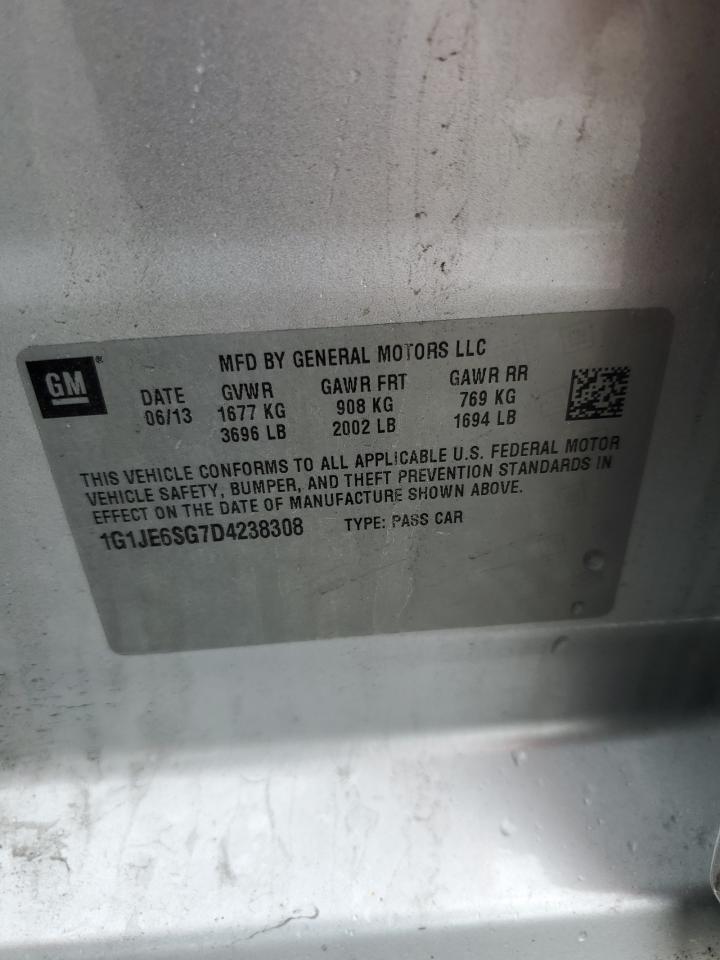 MFD BY GENERAL MOTORS LLC
GM®
DATE GVWR GAWR FRT GAWR RR
06/13 1677 KG 908 KG 769 KG
3696 LB 2002 LB 1694 LB
THIS VEHICLE CONFORMS TO ALL APPLICABLE U.S. FEDERAL MOTOR
VEHICLE SAFETY, BUMPER, AND THEFT PREVENTION STANDARDS IN
EFFECT ON THE DATE OF MANUFACTURE SHOWN ABOVE.
1G1JE6SG7D4238308 TYPE: PASS CAR